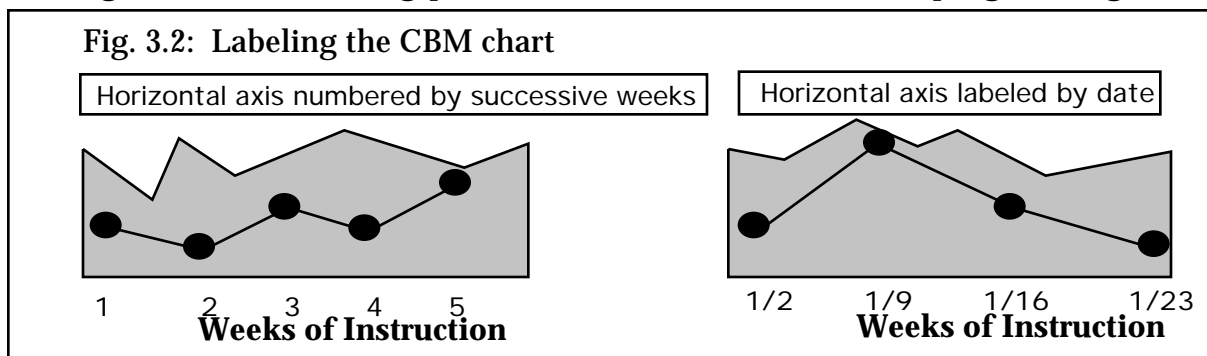 Fig. 3.2: Labeling the CBM chart
Horizontal axis numbered by successive weeks
Horizontal axis labeled by date
1 2 3 4 5
Weeks of Instruction
1/2 1/9 1/16 1/23
Weeks of Instruction